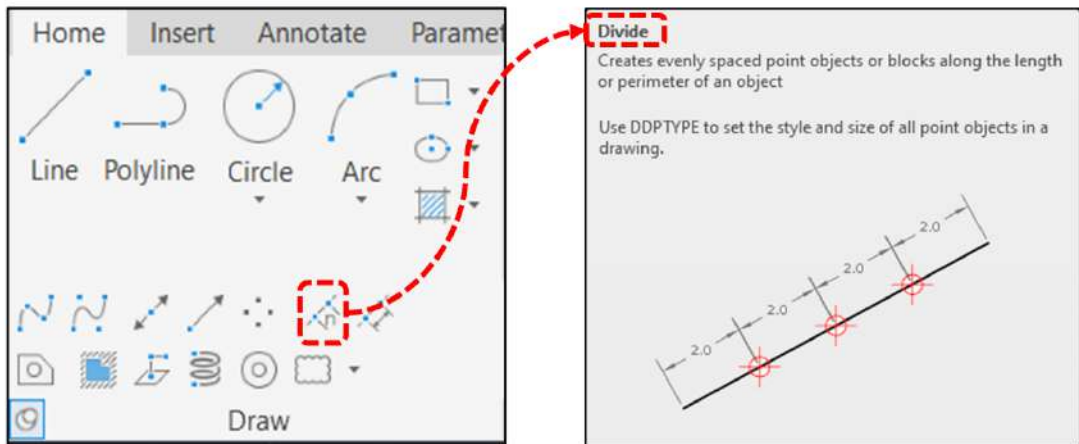 Home Insert Annotate Paramet
Line Polyline Circle Arc
n
Draw
Divide
Creates evenly spaced point objects or blocks along the length
or perimeter of an object
Use DDPTYPE to set the style and size of all point objects in a
drawing.
2.0
2.0
2.0
2.0